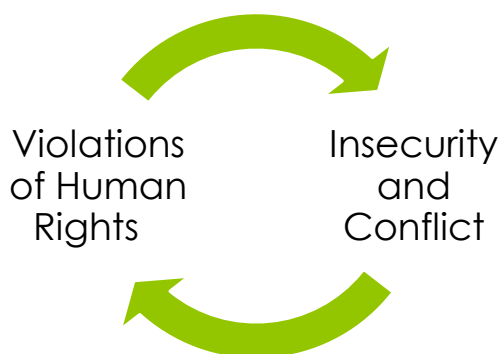 Violations
of Human
Rights
Insecurity
and
Conflict